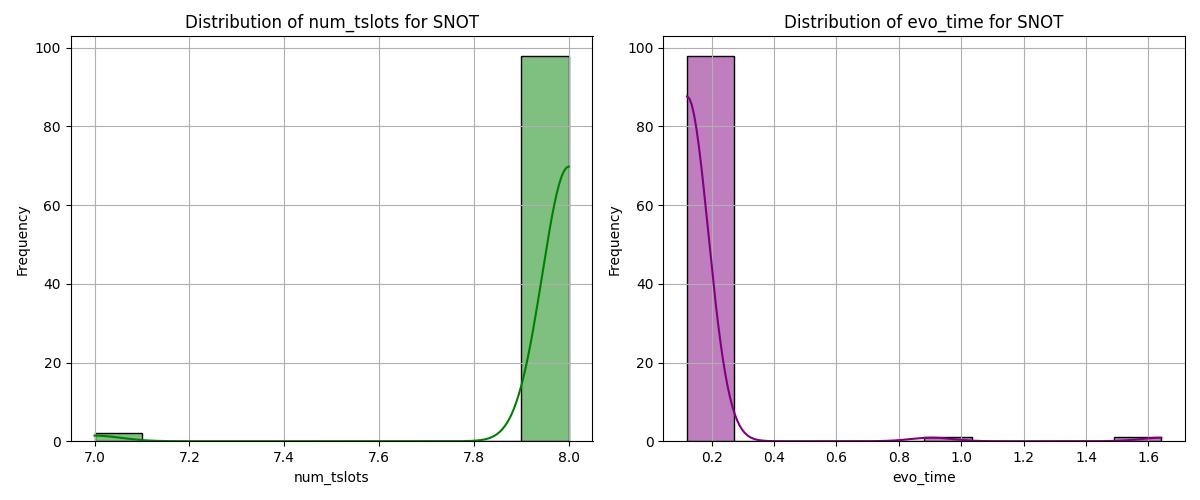 Distribution of num_tslots for SNOT
100
80
60
40
20
0
Frequency
7.0 7.2 7.4 7.6 7.8 8.0
num_tslots
Distribution of evo_time for SNOT
100
80
60
40
20
0
Frequency
0.2 0.4 0.6 0.8 1.0 1.2 1.4 1.6
evo_time